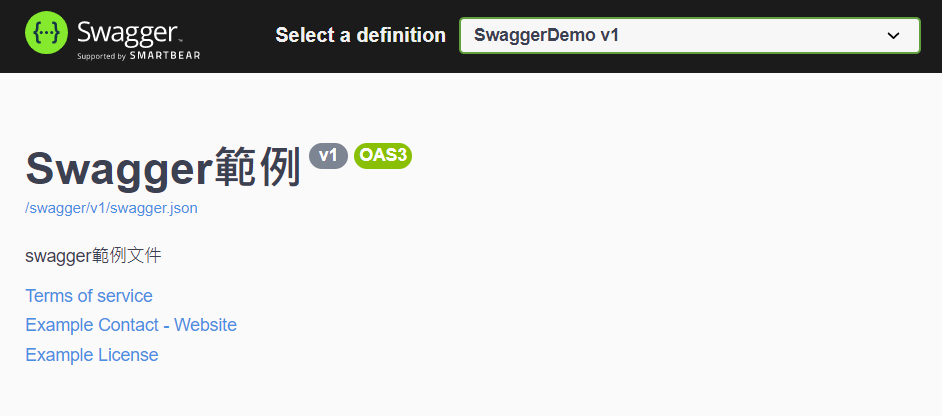 Swagger
Supported by SMARTBEAR
Select a definition
SwaggerDemo v1
Swagger範例 v1 OAS3
/swagger/v1/swagger.json
swagger範例文件
Terms of service
Example Contact - Website
Example License